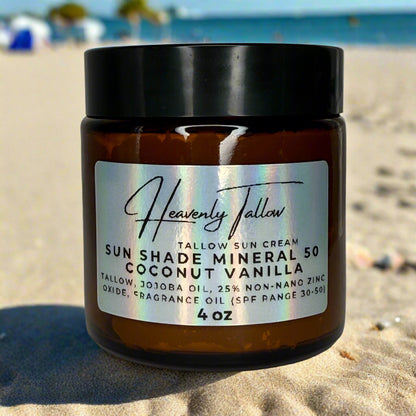 Heavenly Tallow
TALLOW SUN CREAM
SUN SHADE MINERAL 50
COCONUT VANILLA
TALLOW, JOJOBA OIL, 25% NON-NANO ZINC
OXIDE, FRAGRANCE OIL (SPF RANGE 30-50)
4 OZ